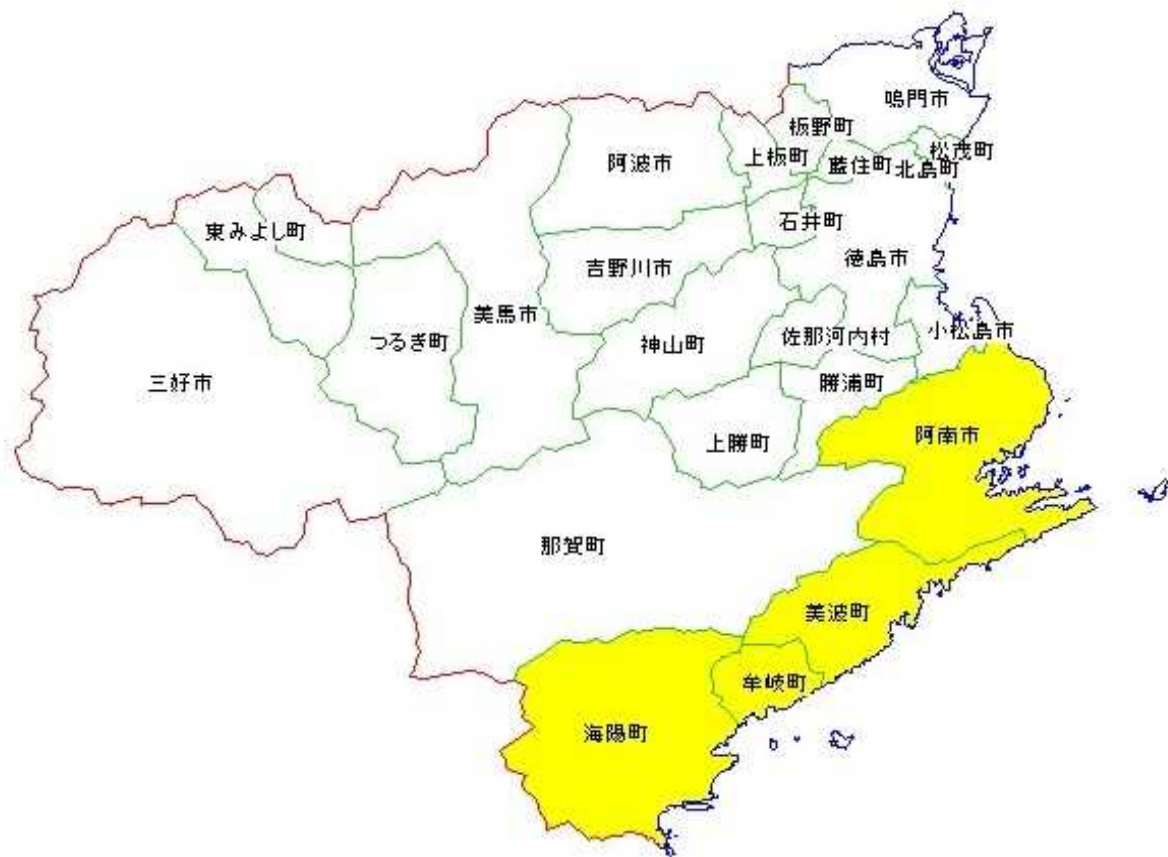 鳴門市
板野町
松茂町
上板町
藍住町
北島町
阿波市
石井町
東みよし町
徳島市
吉野川市
美馬市
小松島市
つるぎ町
神山町
佐那河内村
三好市
勝浦町
阿南市
上勝町
那賀町
美波町
牟岐町
海陽町